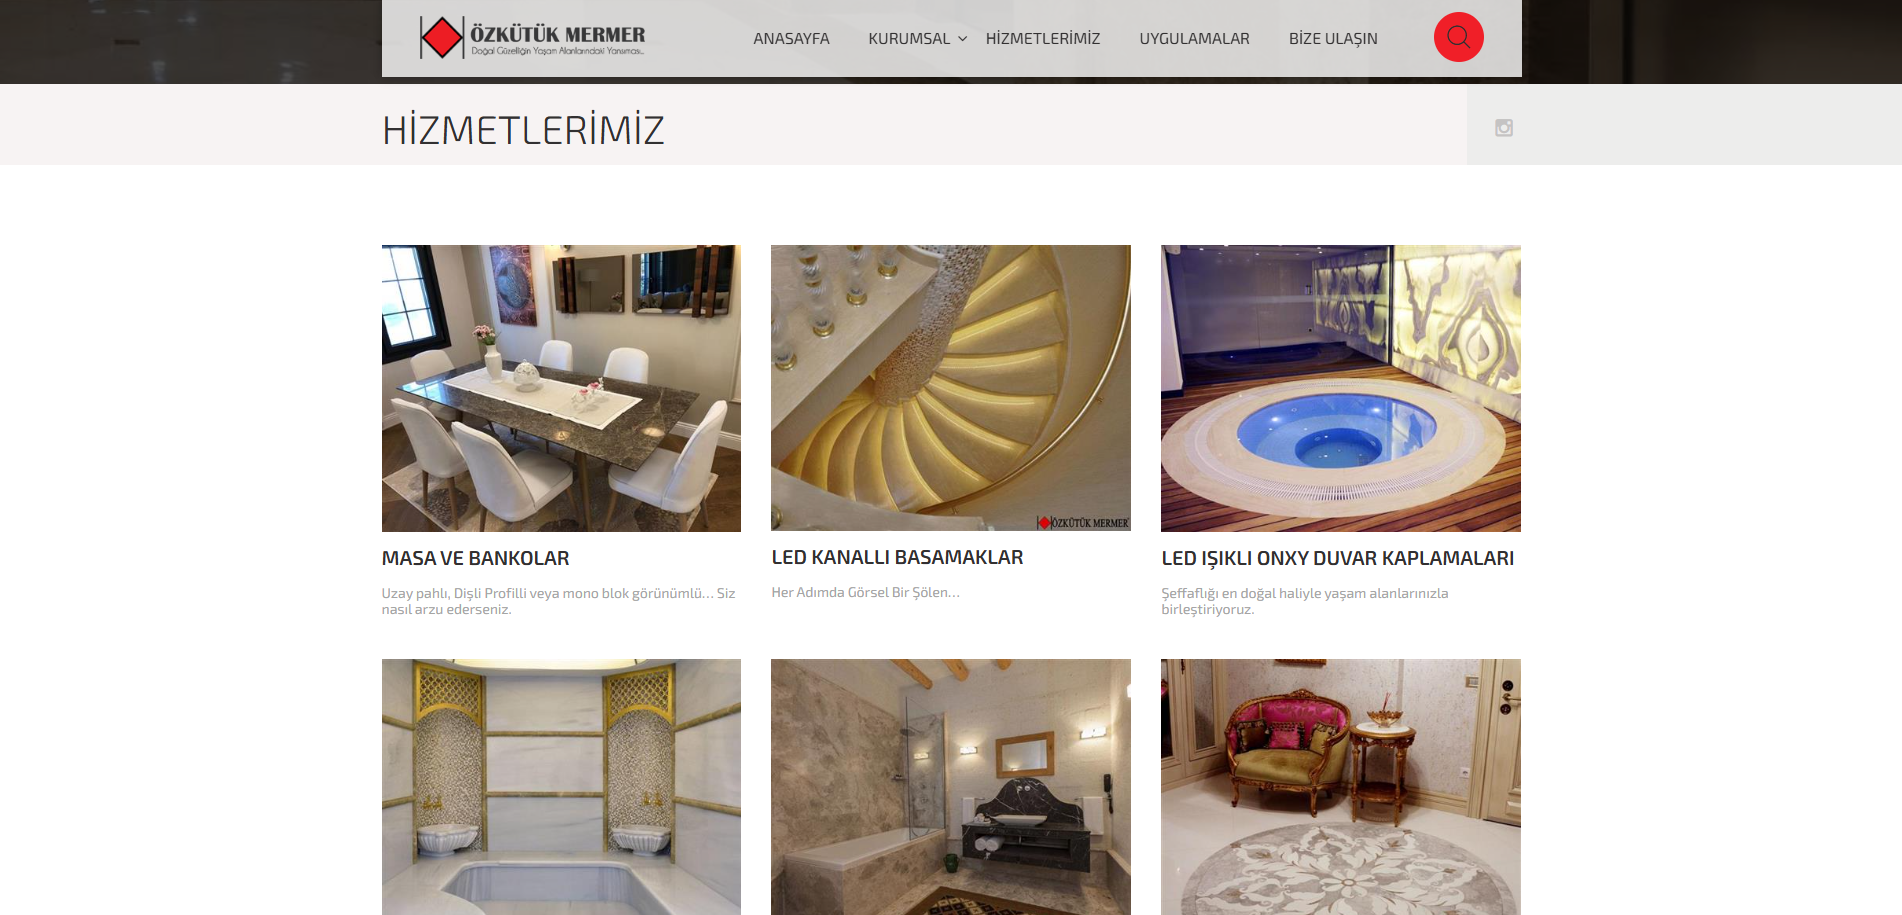 ÖZKÜTÜK MERMER
Doğal Güzelliğin Yaşam Alanlarındaki Yansıması...
ANASAYFA
KURUMSAL
HİZMETLERİMİZ
UYGULAMALAR
BİZE ULAŞIN
HİZMETLERİMİZ
ÖZKÜTÜK MERMER
MASA VE BANKOLAR
LED KANALLI BASAMAKLAR
LED IŞIKLI ONXY DUVAR KAPLAMALARI
Uzay pahlı, Dişli Profilli veya mono blok görünümlü… Siz
nasıl arzu ederseniz.
Her Adımda Görsel Bir Şölen…
Şeffaflığı en doğal haliyle yaşam alanlarınızla
birleştiriyoruz.